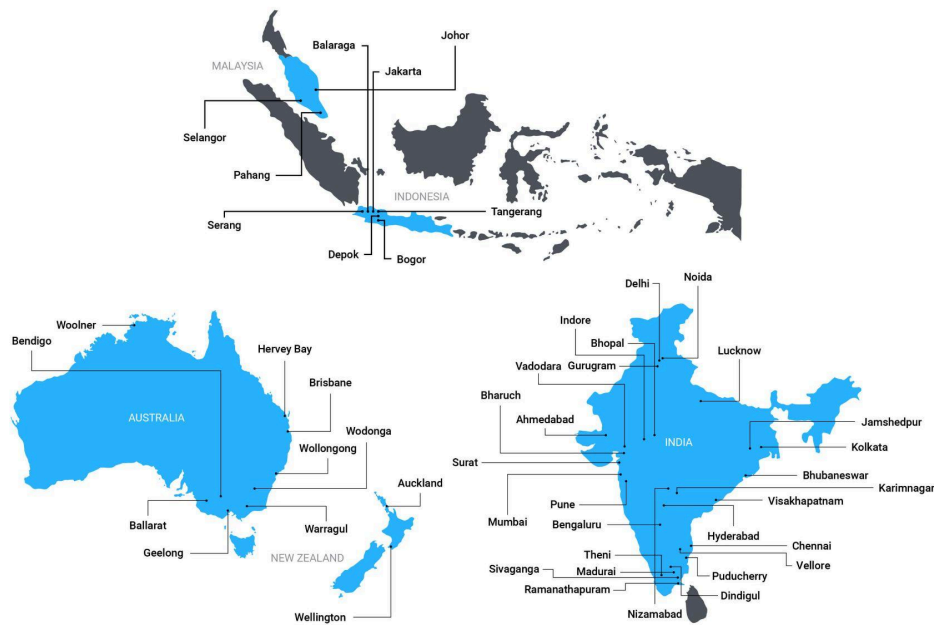 Johor
Balaraga
MALAYSIA
Jakarta
Selangor
Pahang
INDONESIA
Tangerang
Serang
Depok
Bogor
Woolner
Bendigo
Hervey Bay
Brisbane
AUSTRALIA
Wodonga
Wollongong
Auckland
Ballarat
Warragul
Geelong
NEW ZEALAND
Wellington
Noida
Delhi
Indore
Bhopal
Lucknow
Vadodara
Gurugram
Bharuch
Ahmedabad
Jamshedpur
INDIA
Kolkata
Surat
Bhubaneswar
Karimnagar
Visakhapatnam
Pune
Mumbai
Bengaluru
Hyderabad
Chennai
Theni
Vellore
Sivaganga
Madurai
Puducherry
Ramanathapuram
Dindigul
Nizamabad